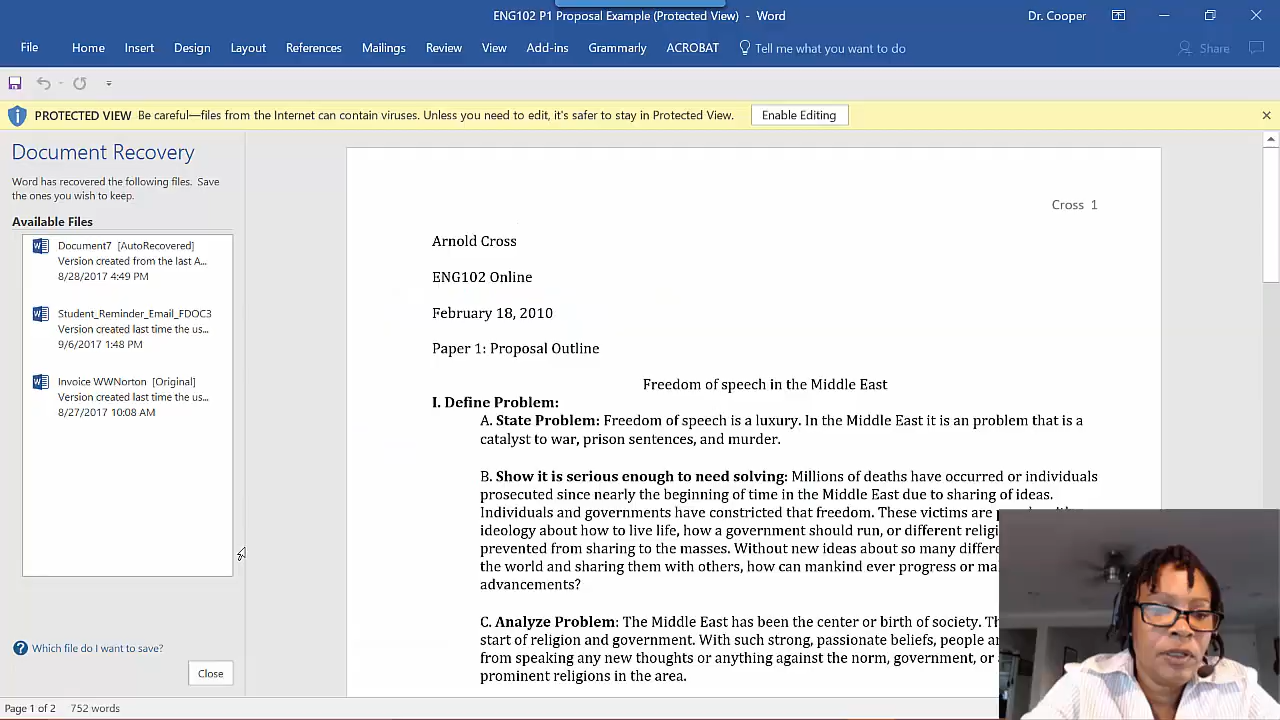 ENG102 P1 Proposal Example (Protected View) - Word
Dr. Cooper
File Home Insert Design Layout References Mailings Review View Add-ins Grammarly ACROBAT Tell me what you want to do Share
PROTECTED VIEW Be careful—files from the Internet can contain viruses. Unless you need to edit, it's safer to stay in Protected View. Enable Editing
Document Recovery
Word has recovered the following files. Save
the ones you wish to keep.
Available Files
Document7 [AutoRecovered]
Version created from the last A...
8/28/2017 4:49 PM
Student_Reminder_Email_FDOC3
Version created last time the us...
9/6/2017 1:48 PM
Invoice WWNorton [Original]
Version created last time the us...
8/27/2017 10:08 AM
Which file do I want to save?
Close
Cross 1
Arnold Cross
ENG102 Online
February 18, 2010
Paper 1: Proposal Outline
Freedom of speech in the Middle East
I. Define Problem:
A. State Problem: Freedom of speech is a luxury. In the Middle East it is an problem that is a
catalyst to war, prison sentences, and murder.
B. Show it is serious enough to need solving: Millions of deaths have occurred or individuals
prosecuted since nearly the beginning of time in the Middle East due to sharing of ideas.
Individuals and governments have constricted that freedom. These victims are
ideology about how to live life, how a government should run, or different
prevented from sharing to the masses. Without new ideas about so many
the world and sharing them with others, how can mankind ever progress or
advancements?
C. Analyze Problem: The Middle East has been the center or birth of society.
start of religion and government. With such strong, passionate beliefs, people
from speaking any new thoughts or anything against the norm, government, or
prominent religions in the area.
Page 1 of 2 752 words